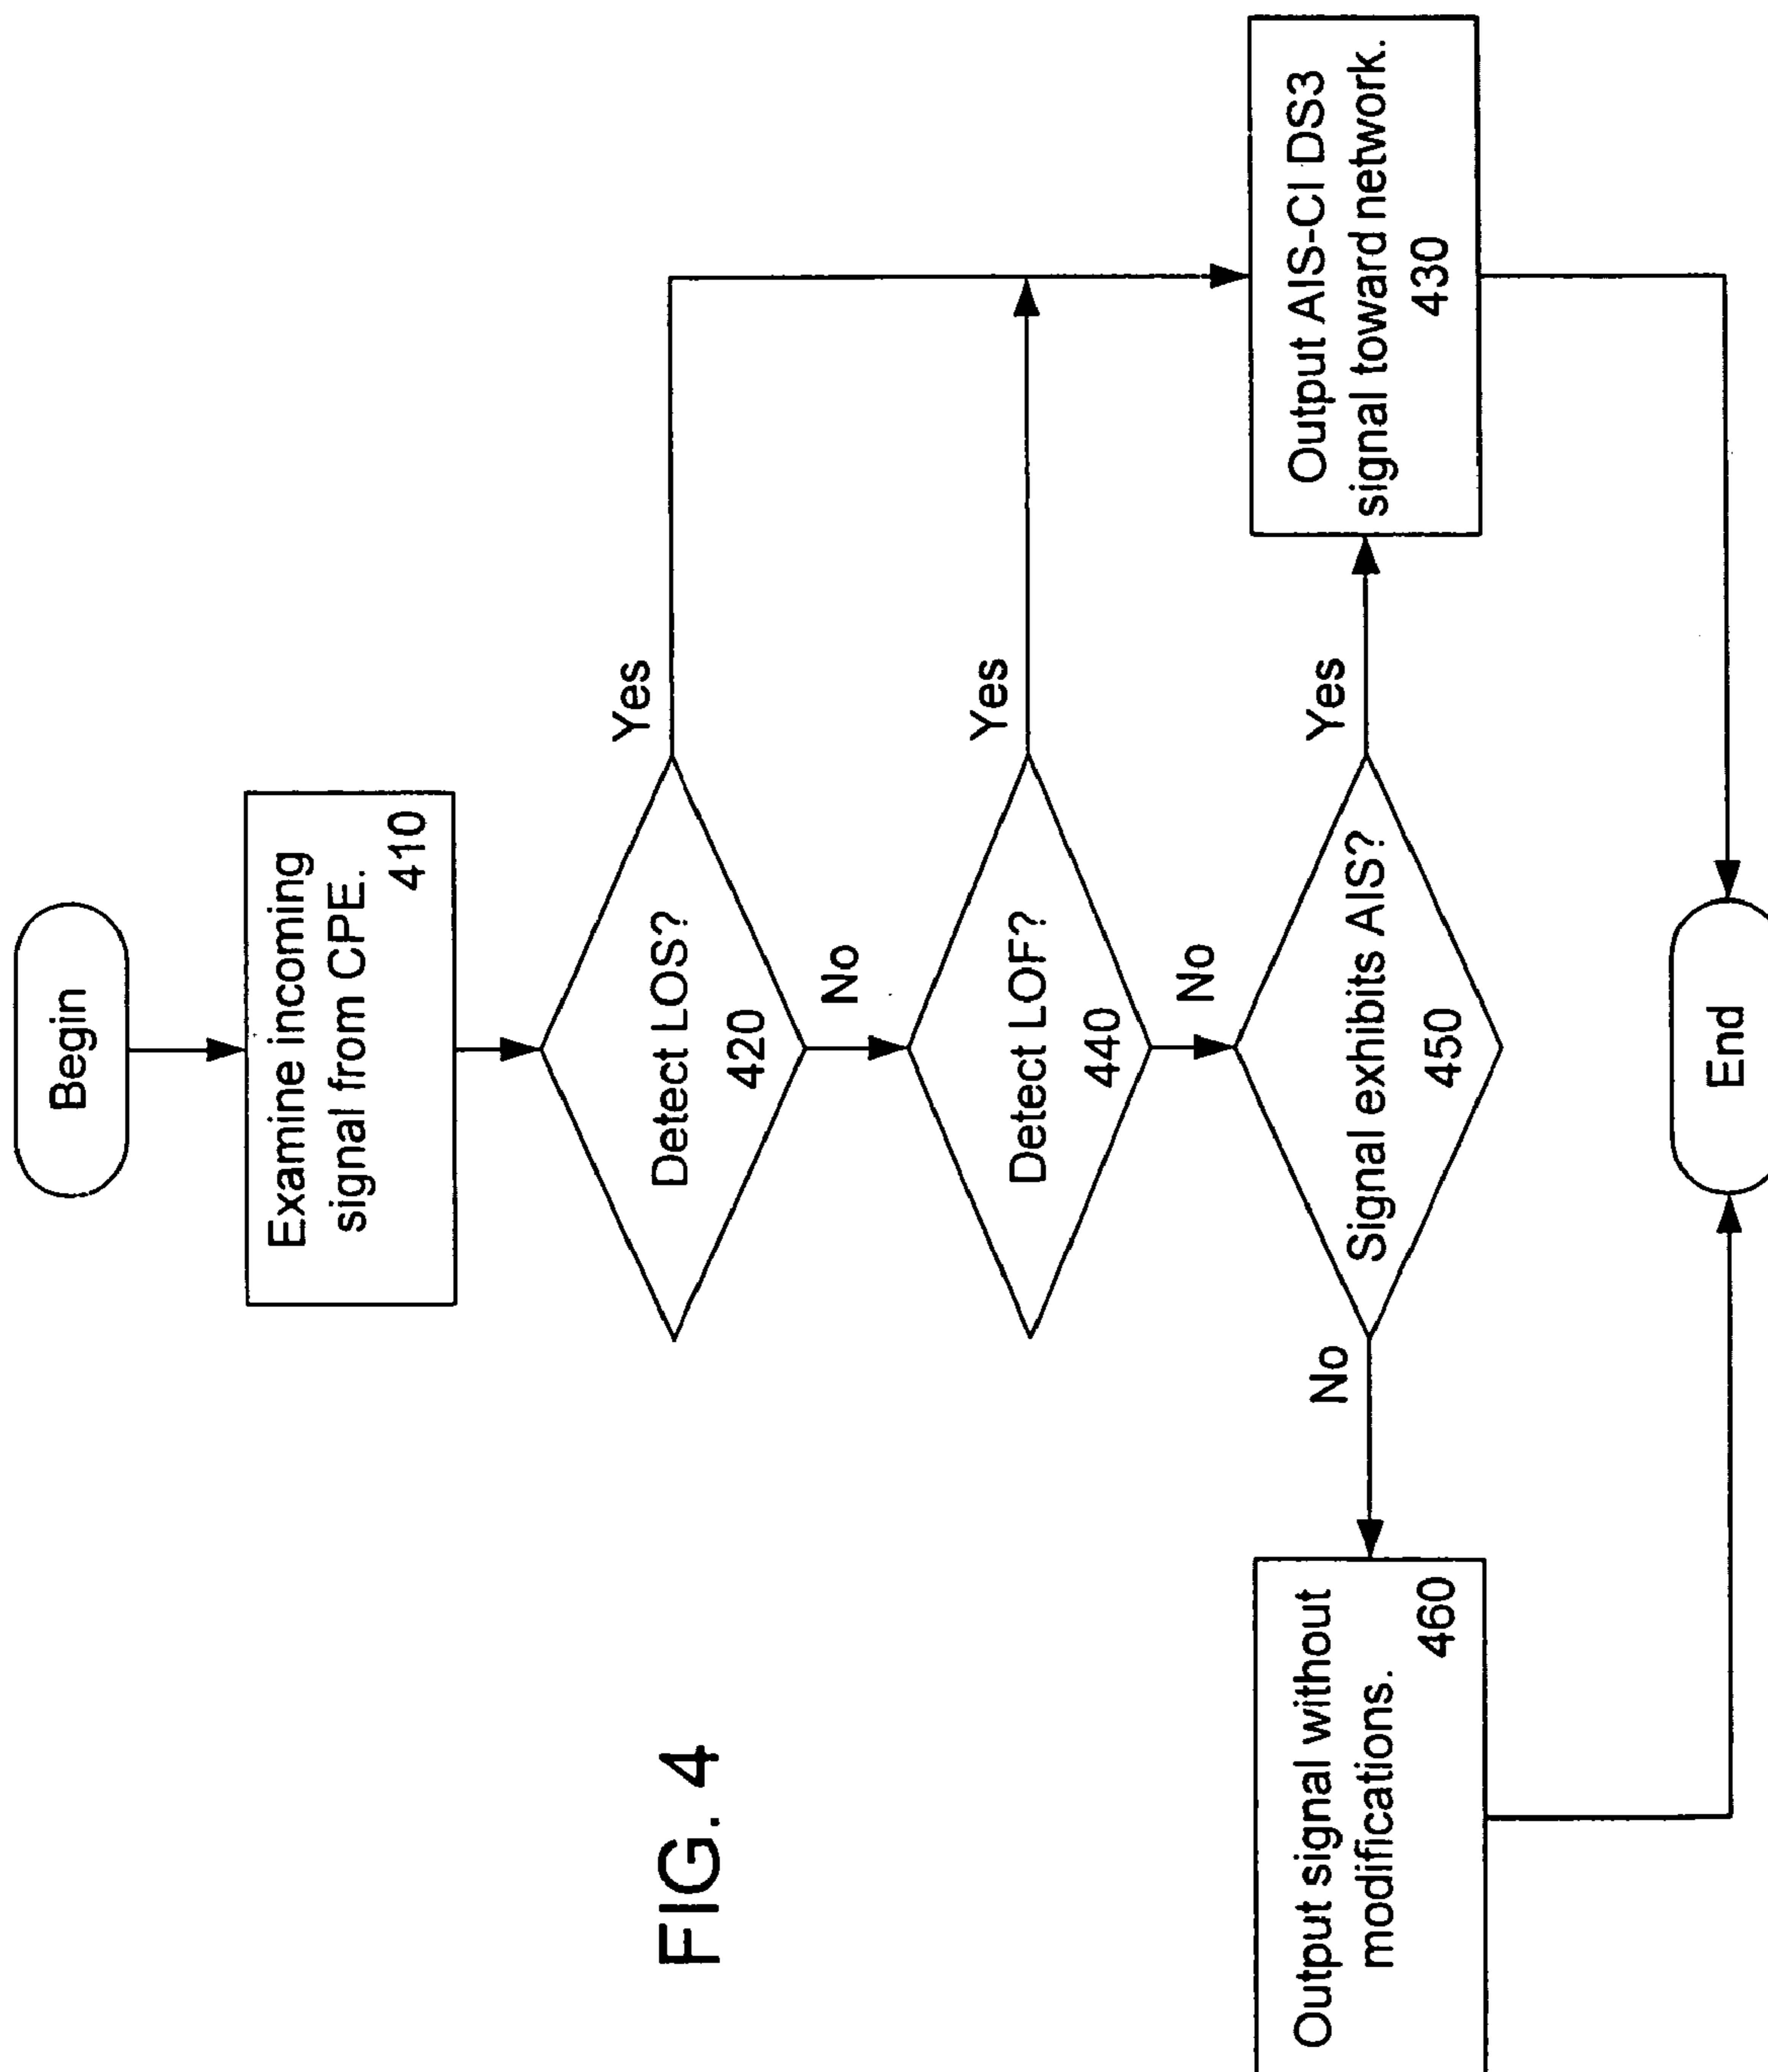 Begin
Examine incoming
signal from CPE.
410
Detect LOS?
420
Yes
No
Detect LOF?
440
Yes
No
Signal exhibits AIS?
450
Yes
No
Output AIS-CI DS3
signal toward network.
430
Output signal without
modifications.
460
End
FIG. 4